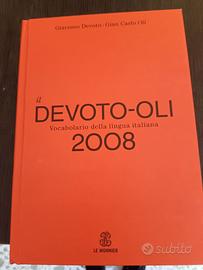 Giacomo Devoto - Gian Carlo Oli
il
DEVOTO-OLI
Vocabolario della lingua italiana
2008
LE MONNIER
subito